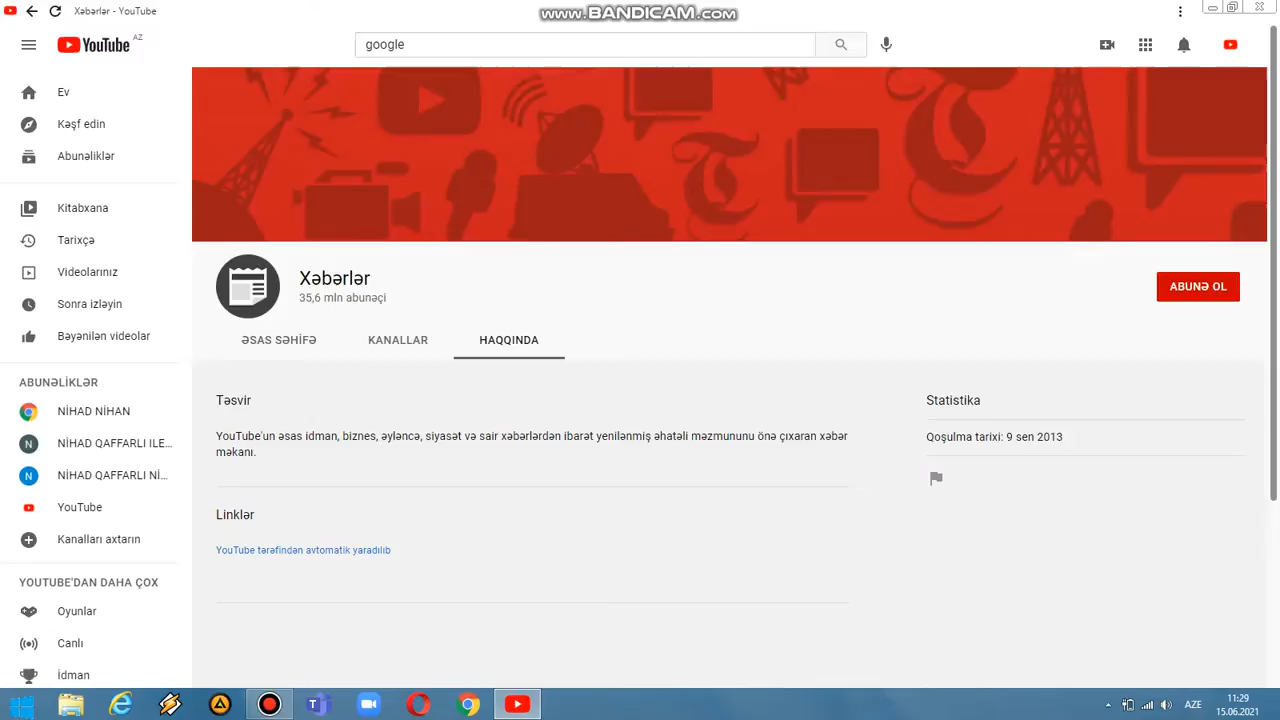 Xəbərlər - YouTube
www.BANDICAM.com
YouTube AZ
google
Ev
Kəşf edin
Abunəliklər
Kitabxana
Tarixçə
Videolarınız
Sonra izləyin
Bəyənilən videolar
ABUNƏLİKLƏR
NİHAD NİHAN
N
NİHAD QAFFARLI ILE...
N
NİHAD QAFFARLI Nİ...
YouTube
Kanalları axtarın
YOUTUBE'DAN DAHA ÇOX
Oyunlar
Canlı
İdman
Xəbərlər
35,6 mln abunəçi
ABUNƏ OL
ƏSAS SƏHİFƏ
KANALLAR
HAQQINDA
Təsvir
YouTube'un əsas idman, biznes, əyləncə, siyasət və sair xəbərlərdən ibarət yenilənmiş əhatəli məzmununu önə çıxaran xəbər
məkanı.
Linklər
YouTube tərəfindən avtomatik yaradılıb
Statistika
Qoşulma tarixi: 9 sen 2013
AZE
11:29
15.06.2021